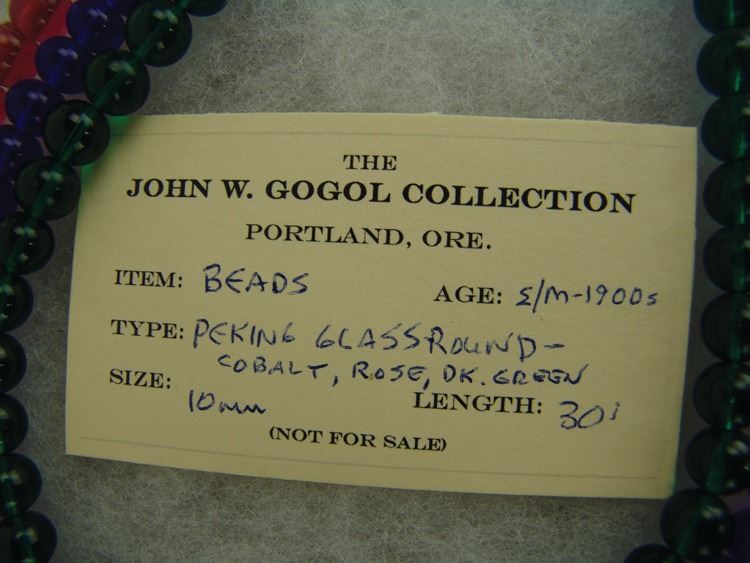 THE
JOHN W. GOGOL COLLECTION
PORTLAND, ORE.
ITEM: BEADS
AGE: E/M-1900s
TYPE: PEKING GLASS ROUND-
COBALT, ROSE, DK. GREEN
SIZE: 10mm
LENGTH: 30"
(NOT FOR SALE)